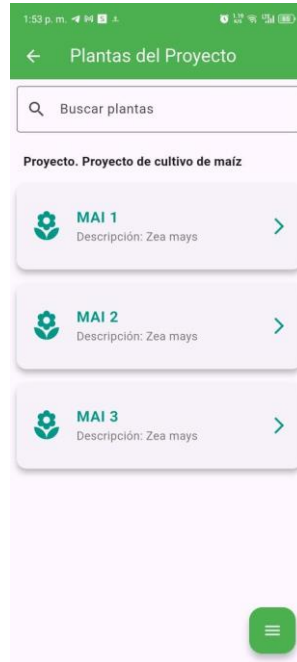 1:53 p. m.
Plantas del Proyecto
Buscar plantas
Proyecto. Proyecto de cultivo de maíz
MAI 1
Descripción: Zea mays
MAI 2
Descripción: Zea mays
MAI 3
Descripción: Zea mays